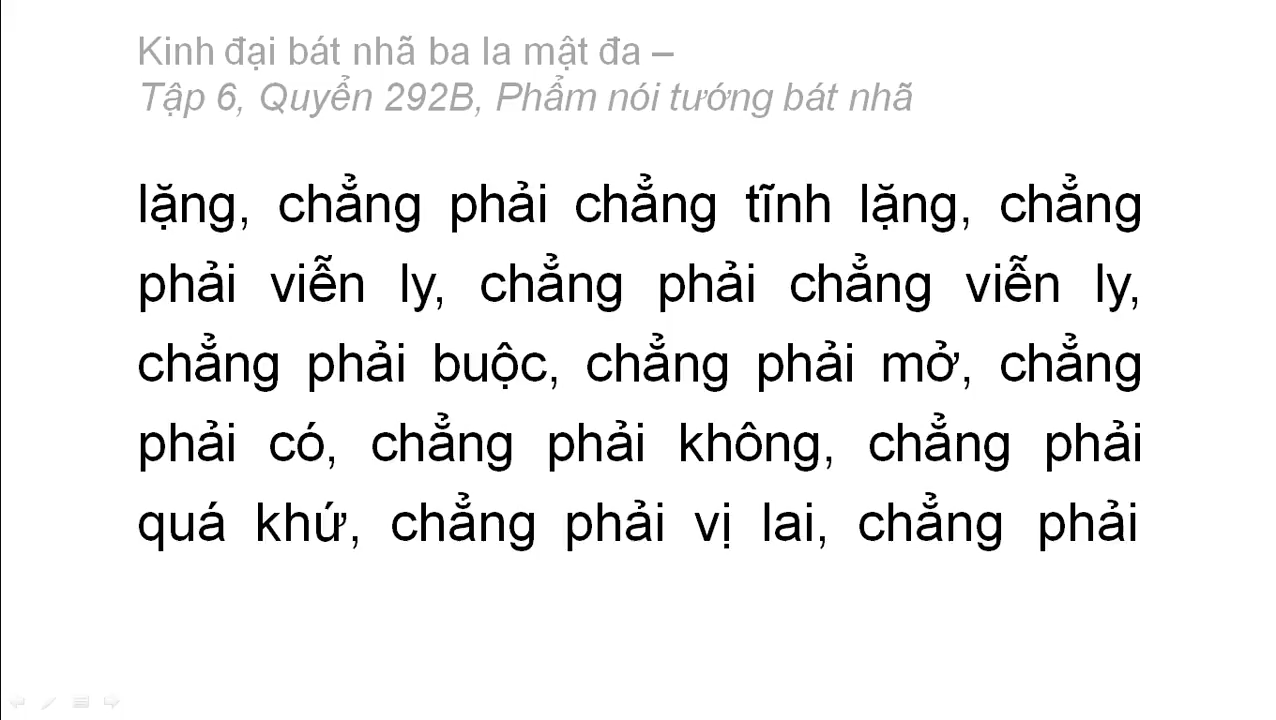 Kinh đại bát nhã ba la mật đa –
Tập 6, Quyển 292B, Phẩm nói tướng bát nhã
lặng, chẳng phải chẳng tĩnh lặng, chẳng
phải viễn ly, chẳng phải chẳng viễn ly,
chẳng phải buộc, chẳng phải mở, chẳng
phải có, chẳng phải không, chẳng phải
quá khứ, chẳng phải vị lai, chẳng phải